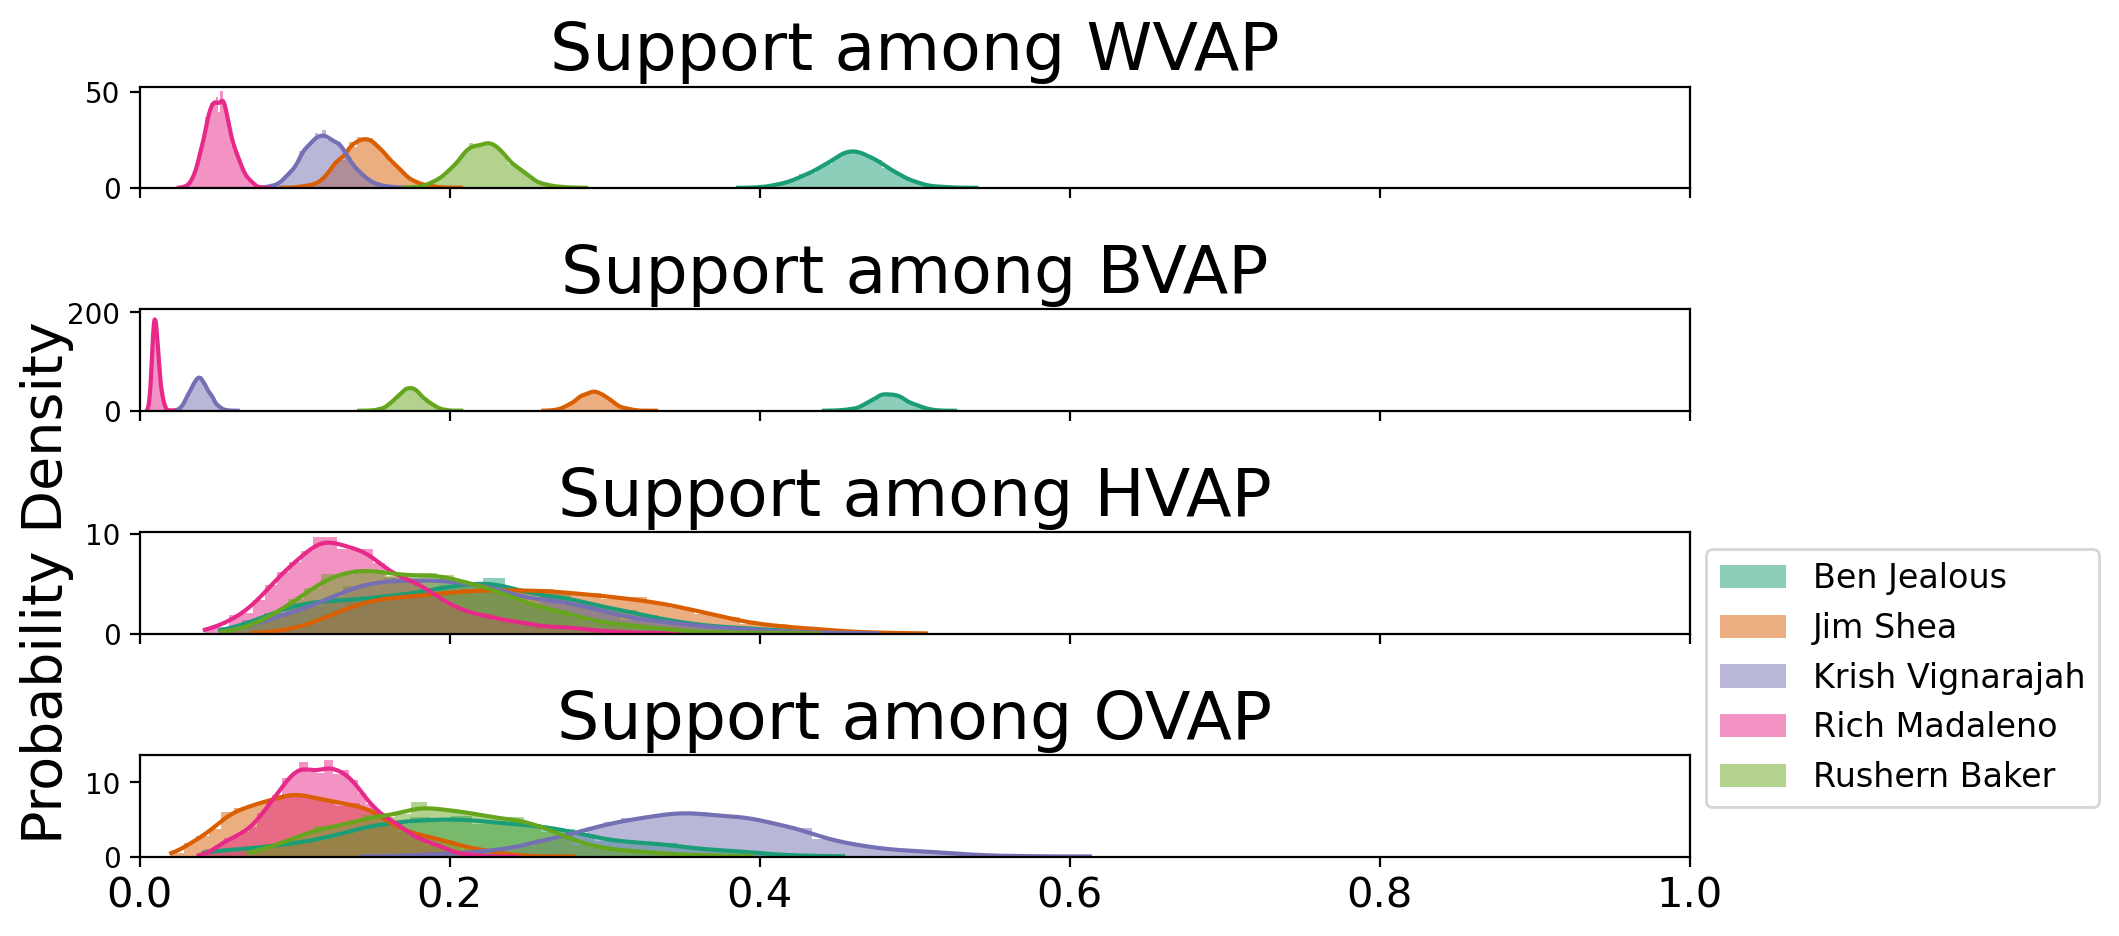 Support among WVAP
50
0
Support among BVAP
200
0
Support among HVAP
10
0
Support among OVAP
10
0
0.0 0.2 0.4 0.6 0.8 1.0
Probability Density
Ben Jealous
Jim Shea
Krish Vignarajah
Rich Madaleno
Rushern Baker